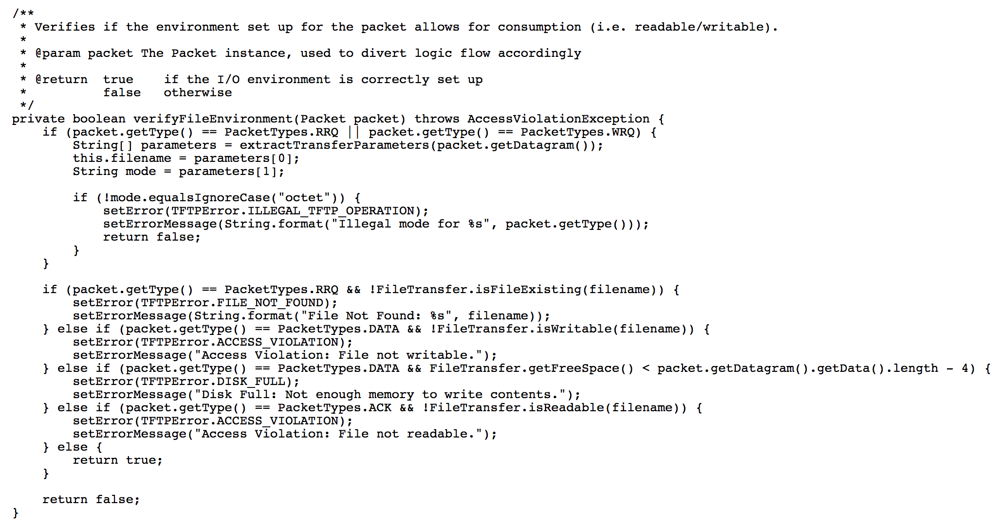 /**
 * Verifies if the environment set up for the packet allows for consumption (i.e. readable/writable).
 *
 * @param packet The Packet instance, used to divert logic flow accordingly
 *
 * @return  true    if the I/O environment is correctly set up
 *          false   otherwise
 */
private boolean verifyFileEnvironment(Packet packet) throws AccessViolationException {
    if (packet.getType() == PacketTypes.RRQ || packet.getType() == PacketTypes.WRQ) {
        String[] parameters = extractTransferParameters(packet.getDatagram());
        this.filename = parameters[0];
        String mode = parameters[1];

        if (!mode.equalsIgnoreCase("octet")) {
            setError(TFTPError.ILLEGAL_TFTP_OPERATION);
            setErrorMessage(String.format("Illegal mode for %s", packet.getType()));
            return false;
        }
    }

    if (packet.getType() == PacketTypes.RRQ && !FileTransfer.isFileExisting(filename)) {
        setError(TFTPError.FILE_NOT_FOUND);
        setErrorMessage(String.format("File Not Found: %s", filename));
    } else if (packet.getType() == PacketTypes.DATA && !FileTransfer.isWritable(filename)) {
        setError(TFTPError.ACCESS_VIOLATION);
        setErrorMessage("Access Violation: File not writable.");
    } else if (packet.getType() == PacketTypes.DATA && FileTransfer.getFreeSpace() < packet.getDatagram().getData().length - 4) {
        setError(TFTPError.DISK_FULL);
        setErrorMessage("Disk Full: Not enough memory to write contents.");
    } else if (packet.getType() == PacketTypes.ACK && !FileTransfer.isReadable(filename)) {
        setError(TFTPError.ACCESS_VIOLATION);
        setErrorMessage("Access Violation: File not readable.");
    } else {
        return true;
    }

    return false;
}